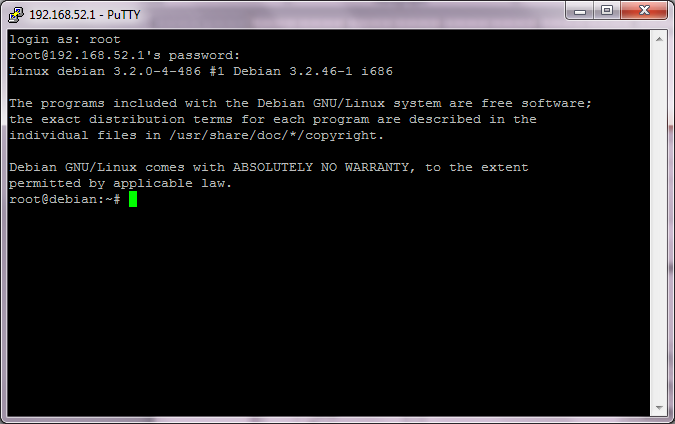 192.168.52.1 - PuTTY
login as: root
root@192.168.52.1's password:
Linux debian 3.2.0-4-486 #1 Debian 3.2.46-1 i686
The programs included with the Debian GNU/Linux system are free software;
the exact distribution terms for each program are described in the
individual files in /usr/share/doc/*/copyright.
Debian GNU/Linux comes with ABSOLUTELY NO WARRANTY, to the extent
permitted by applicable law.
root@debian:~#